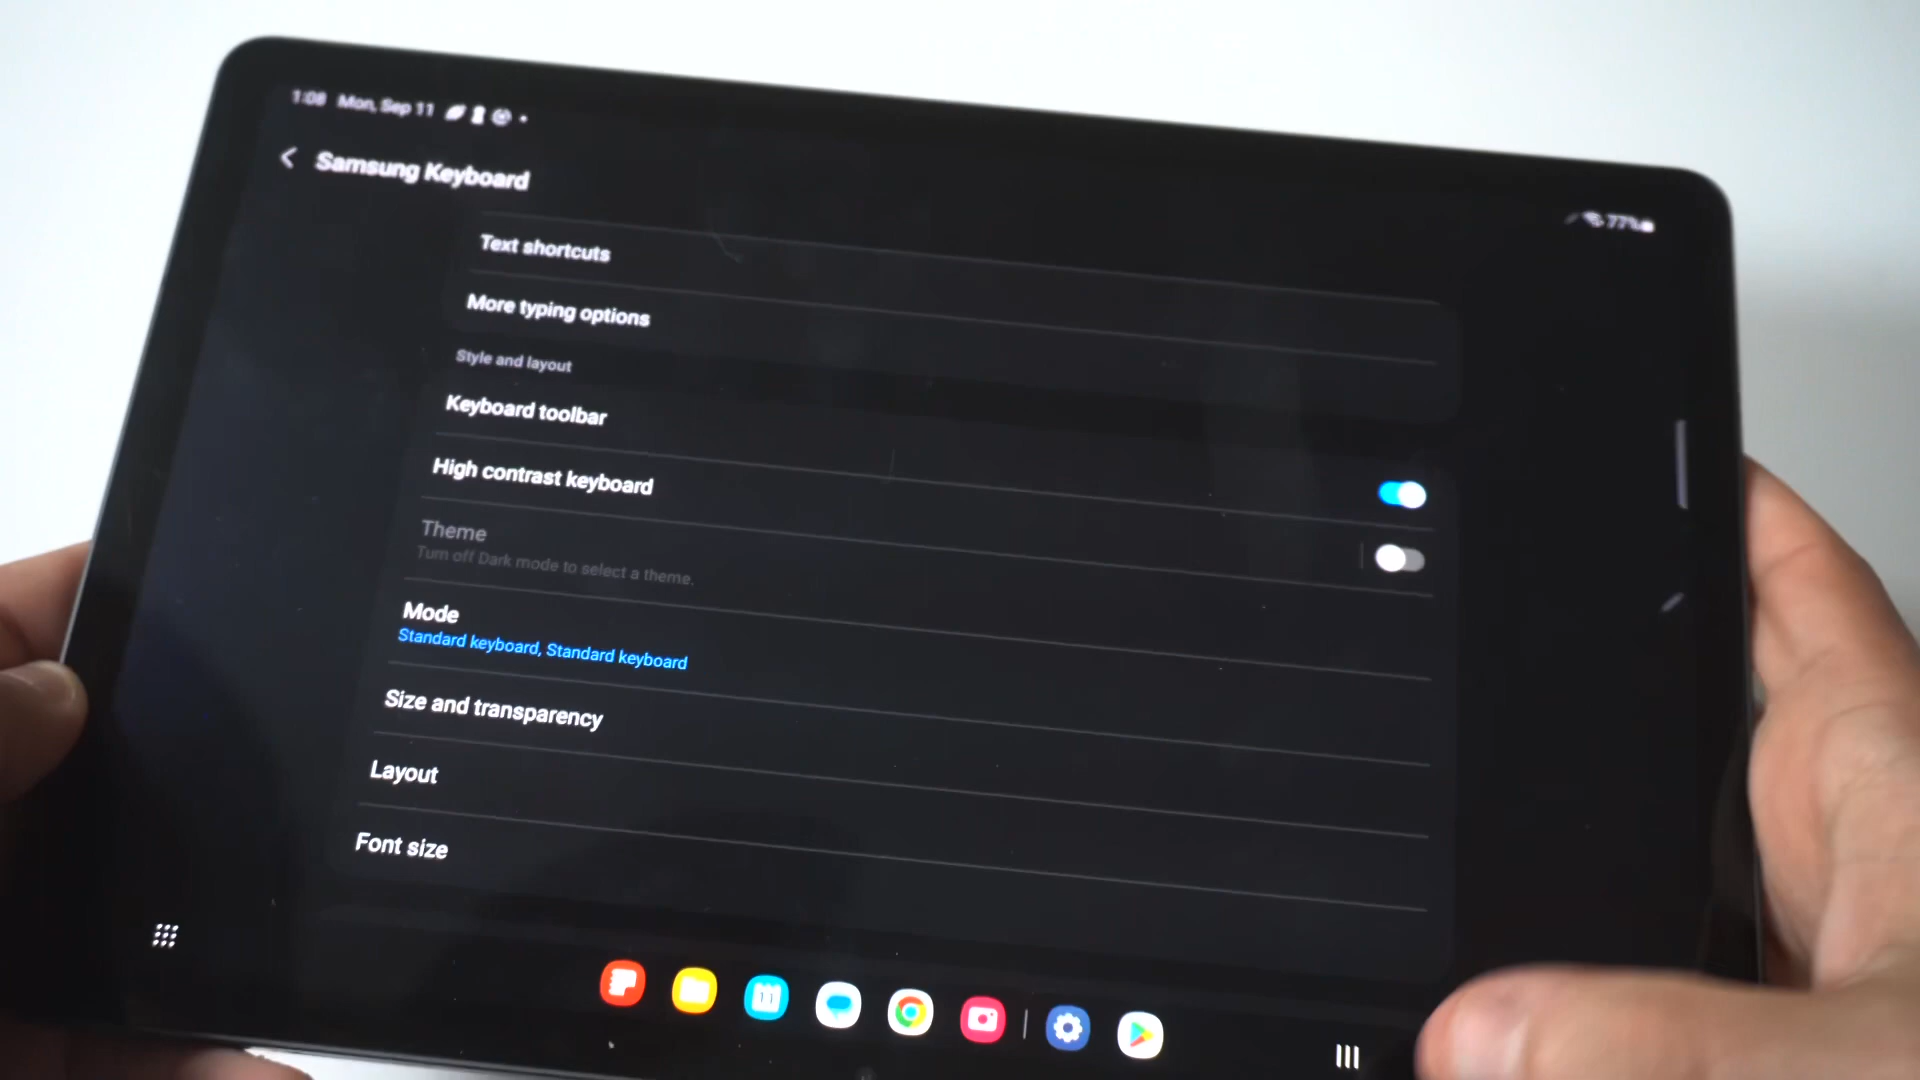 1:08 Mon, Sep 11
77%
Samsung Keyboard
Text shortcuts
More typing options
Style and layout
Keyboard toolbar
High contrast keyboard
Theme
Turn off Dark mode to select a theme.
Mode
Standard keyboard, Standard keyboard
Size and transparency
Layout
Font size
11